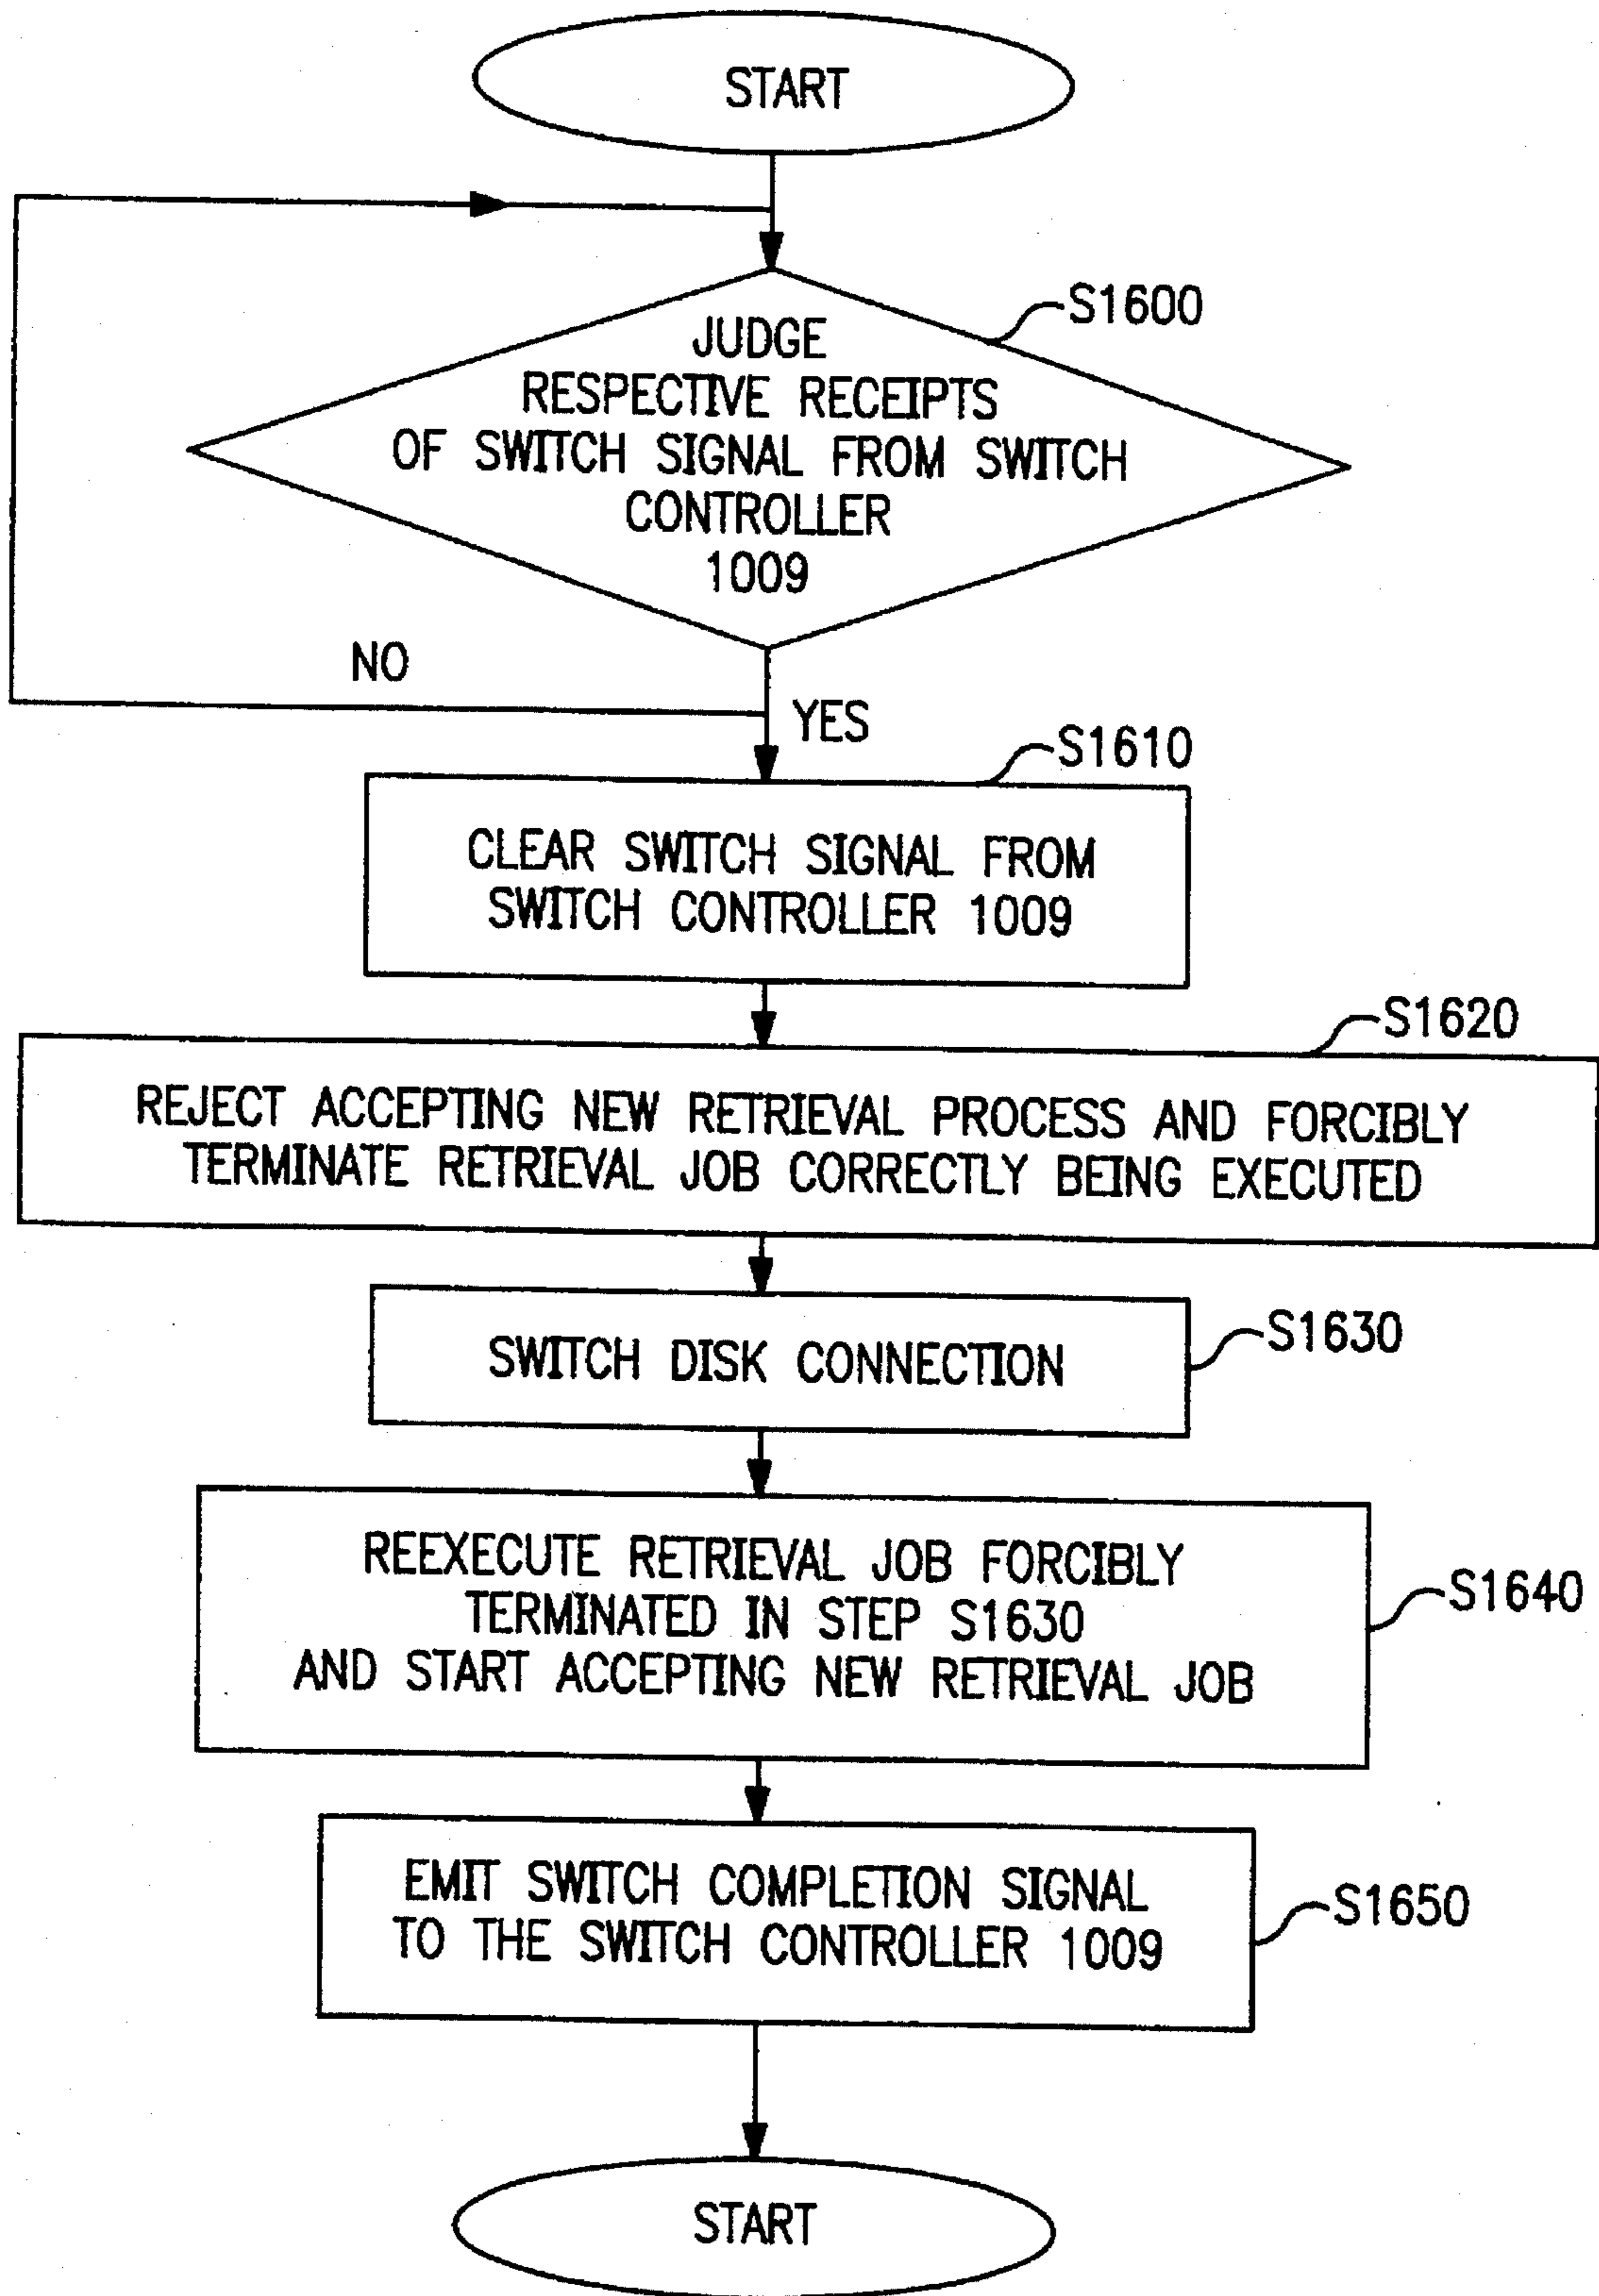 START
S1600
JUDGE
RESPECTIVE RECEIPTS
OF SWITCH SIGNAL FROM SWITCH
CONTROLLER
1009
NO
YES
S1610
CLEAR SWITCH SIGNAL FROM
SWITCH CONTROLLER 1009
S1620
REJECT ACCEPTING NEW RETRIEVAL PROCESS AND FORCIBLY
TERMINATE RETRIEVAL JOB CORRECTLY BEING EXECUTED
SWITCH DISK CONNECTION
S1630
REEXECUTE RETRIEVAL JOB FORCIBLY
TERMINATED IN STEP S1630
AND START ACCEPTING NEW RETRIEVAL JOB
S1640
EMIT SWITCH COMPLETION SIGNAL
TO THE SWITCH CONTROLLER 1009
S1650
START